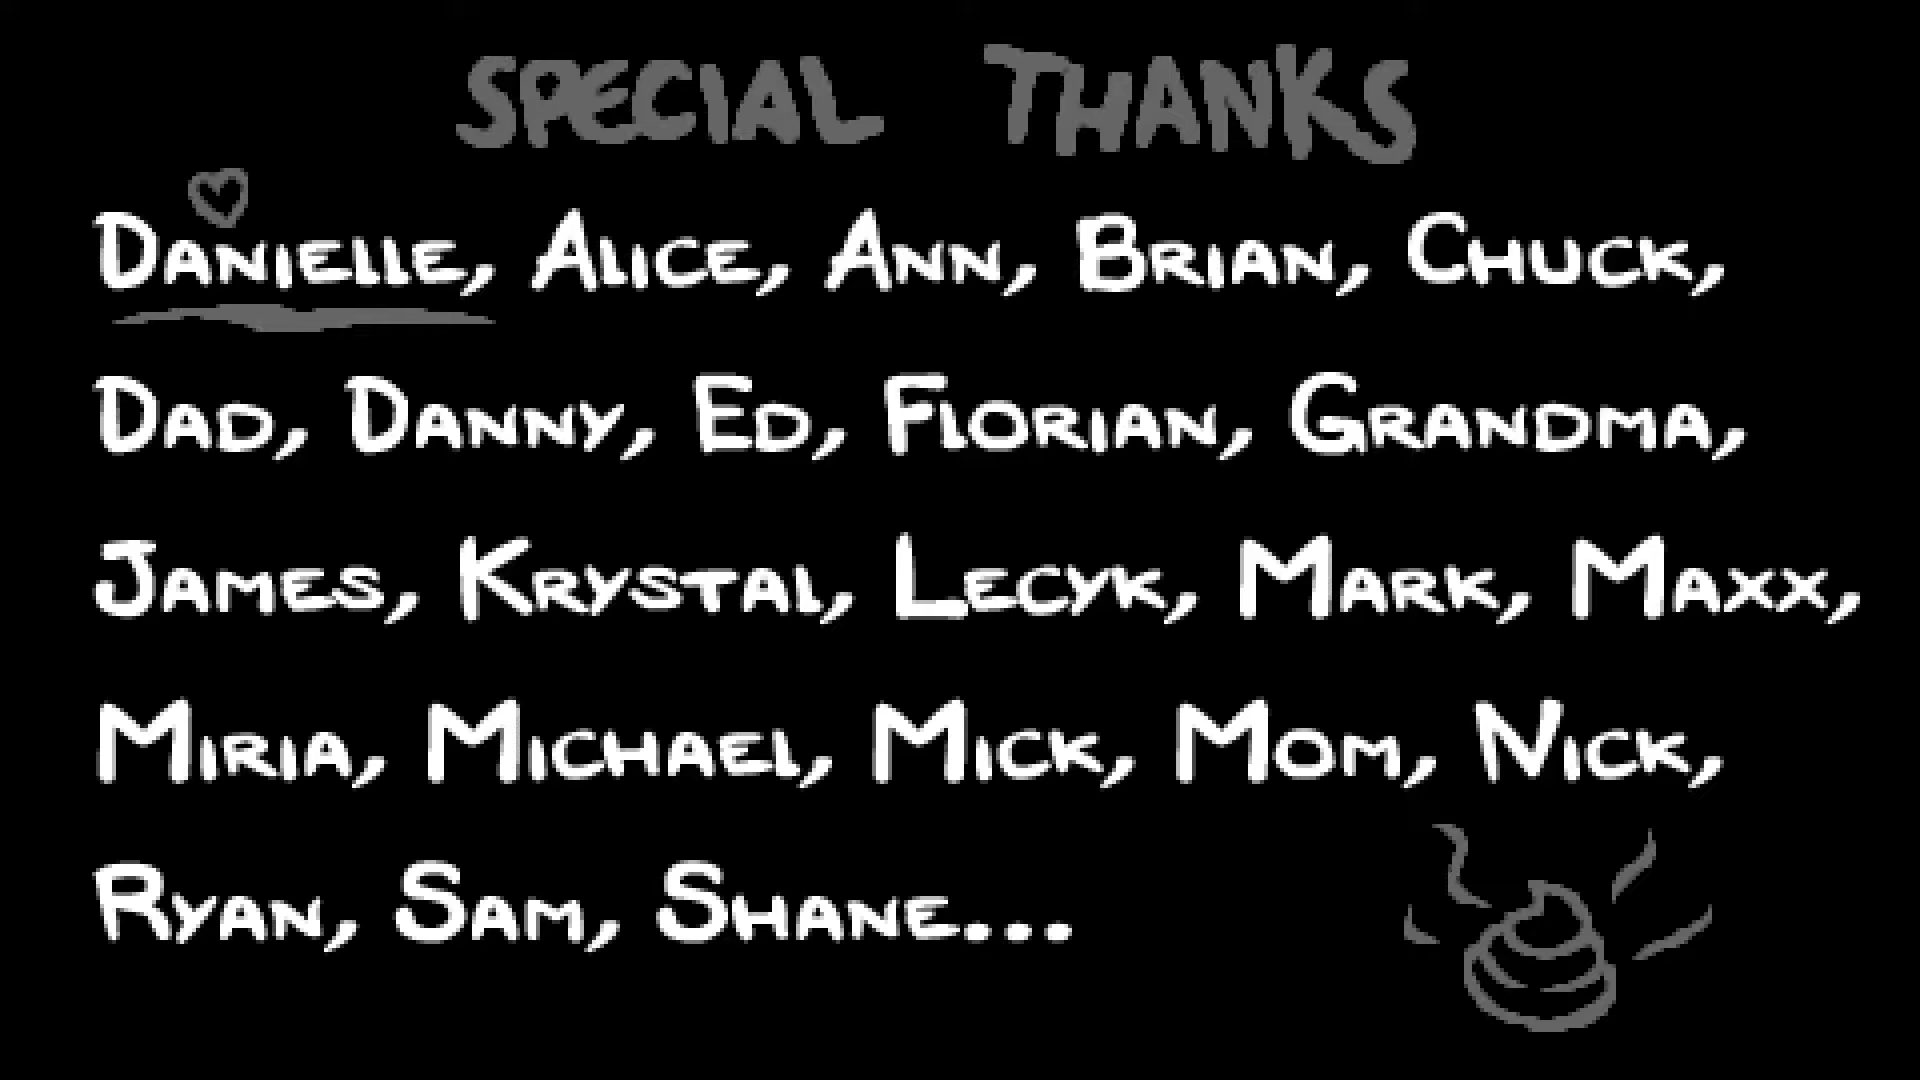 SPECIAL THANKS
DANIELLE, ALICE, ANN, BRIAN, CHUCK,
DAD, DANNY, ED, FLORIAN, GRANDMA,
JAMES, KRYSTAL, LECYK, MARK, MAXX,
MIRIA, MICHAEL, MICK, MOM, NICK,
RYAN, SAM, SHANE...